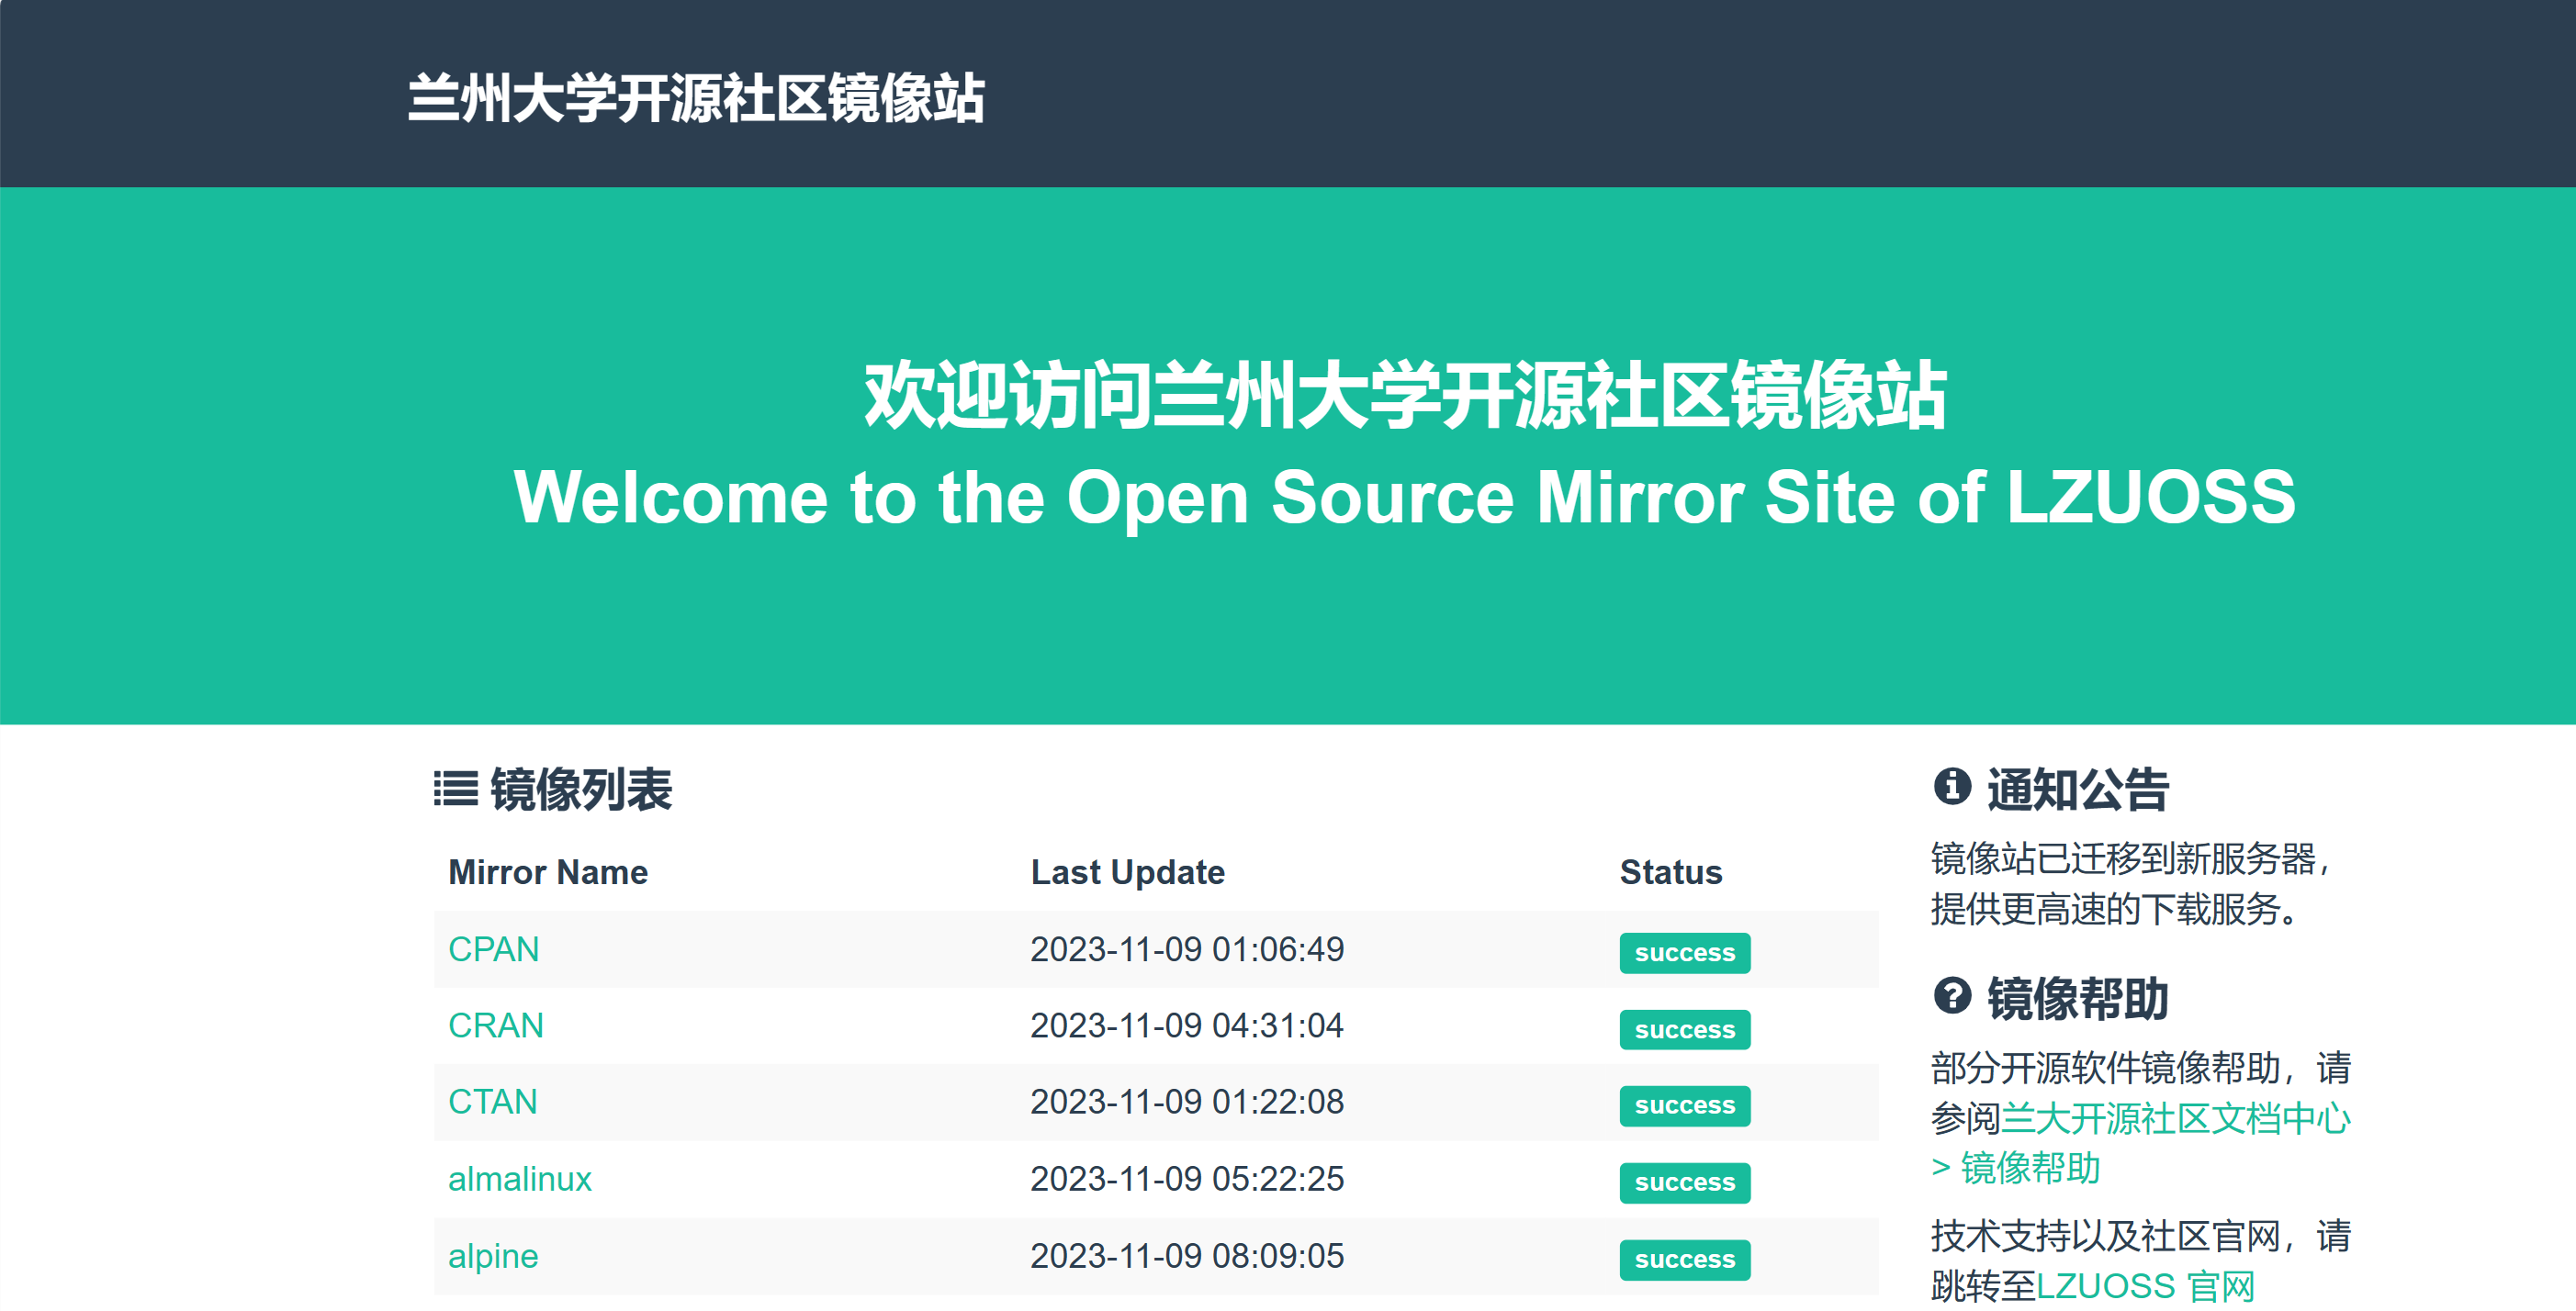 兰州大学开源社区镜像站
欢迎访问兰州大学开源社区镜像站
Welcome to the Open Source Mirror Site of LZUOSS
镜像列表
Mirror Name Last Update Status
CPAN 2023-11-09 01:06:49 success
CRAN 2023-11-09 04:31:04 success
CTAN 2023-11-09 01:22:08 success
almalinux 2023-11-09 05:22:25 success
alpine 2023-11-09 08:09:05 success
通知公告
镜像站已迁移到新服务器，
提供更高速的下载服务。
镜像帮助
部分开源软件镜像帮助，请
参阅兰大开源社区文档中心
> 镜像帮助
技术支持以及社区官网，请
跳转至LZUOSS 官网